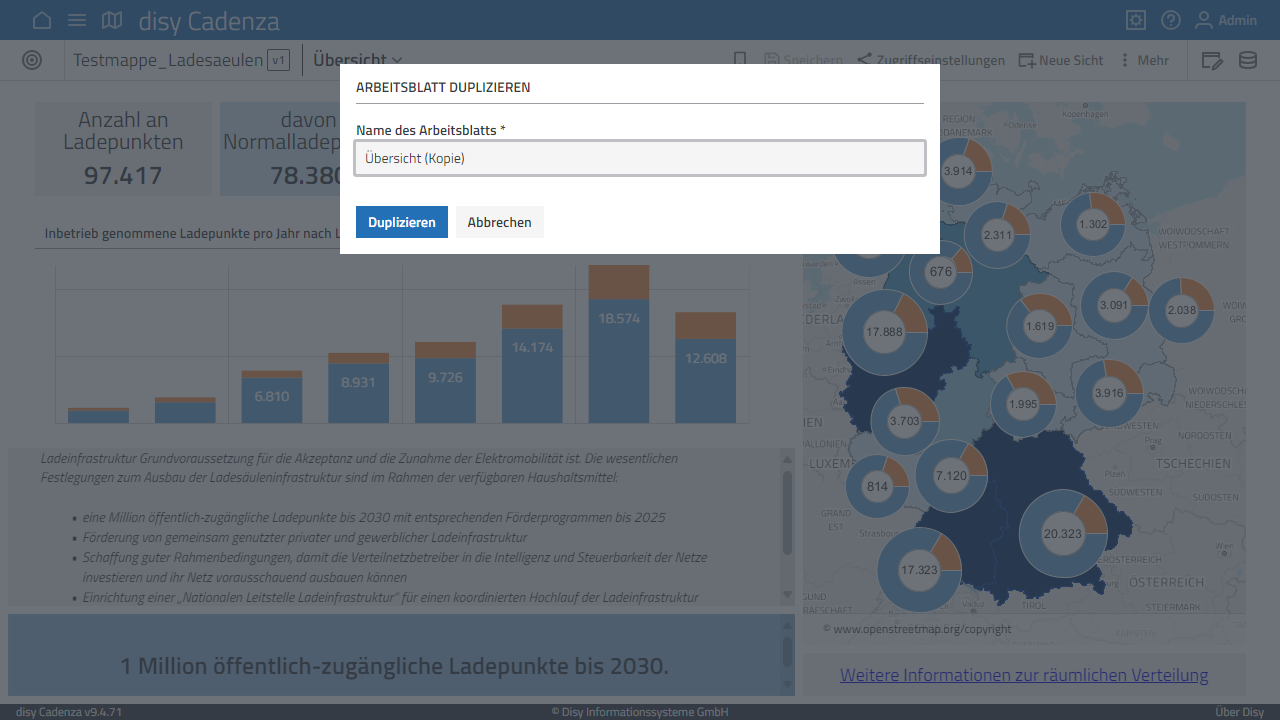 disy Cadenza
Admin
Testmappe_Ladesaeulen v1 Übersicht
Speichern Zugriffseinstellungen Neue Sicht Mehr
ARBEITSBLATT DUPLIZIEREN
Name des Arbeitsblatts *
Übersicht (Kopie)
Duplizieren Abbrechen
Anzahl an
Ladepunkten
97.417
davon
Normalladep
78.380
Inbetrieb genommene Ladepunkte pro Jahr nach L
6.810
8.931
9.726
14.174
18.574
12.608
Ladeinfrastruktur Grundvoraussetzung für die Akzeptanz und die Zunahme der Elektromobilität ist. Die wesentlichen
Festlegungen zum Ausbau der Ladesäuleninfrastruktur sind im Rahmen der verfügbaren Haushaltsmittel:
• eine Million öffentlich-zugängliche Ladepunkte bis 2030 mit entsprechenden Förderprogrammen bis 2025
• Förderung von gemeinsam genutzter privater und gewerblicher Ladeinfrastruktur
• Schaffung guter Rahmenbedingungen, damit die Verteilnetzbetreiber in die Intelligenz und Steuerbarkeit der Netze
investieren und ihr Netz vorausschauend ausbauen können
• Einrichtung einer „Nationalen Leitstelle Ladeinfrastruktur“ für einen koordinierten Hochlauf der Ladeinfrastruktur
1 Million öffentlich-zugängliche Ladepunkte bis 2030.
Kopenhagen
REGION
DÄNEMARK
Odense
3.914
2.311
1.302
WOIWODSCHAFT
WESTPOMMERN
676
3.091
2.038
17.888
1.619
3.916
1.995
3.703
WOIWODSCHA
NIEDERSCHLES
NORDOSTEN
Prag
TSCHECHIEN
7.120
814
LUXEM
Plzeň
SÜDWESTEN
SÜDOSTEN
GRAND
EST
Strasbou
20.323
17.323
Wien
ÖSTERREICH
TIROL
Vaduz
STEIERMARK
© www.openstreetmap.org/copyright
Weitere Informationen zur räumlichen Verteilung
disy Cadenza v9.4.71 © Disy Informationssysteme GmbH Über Disy